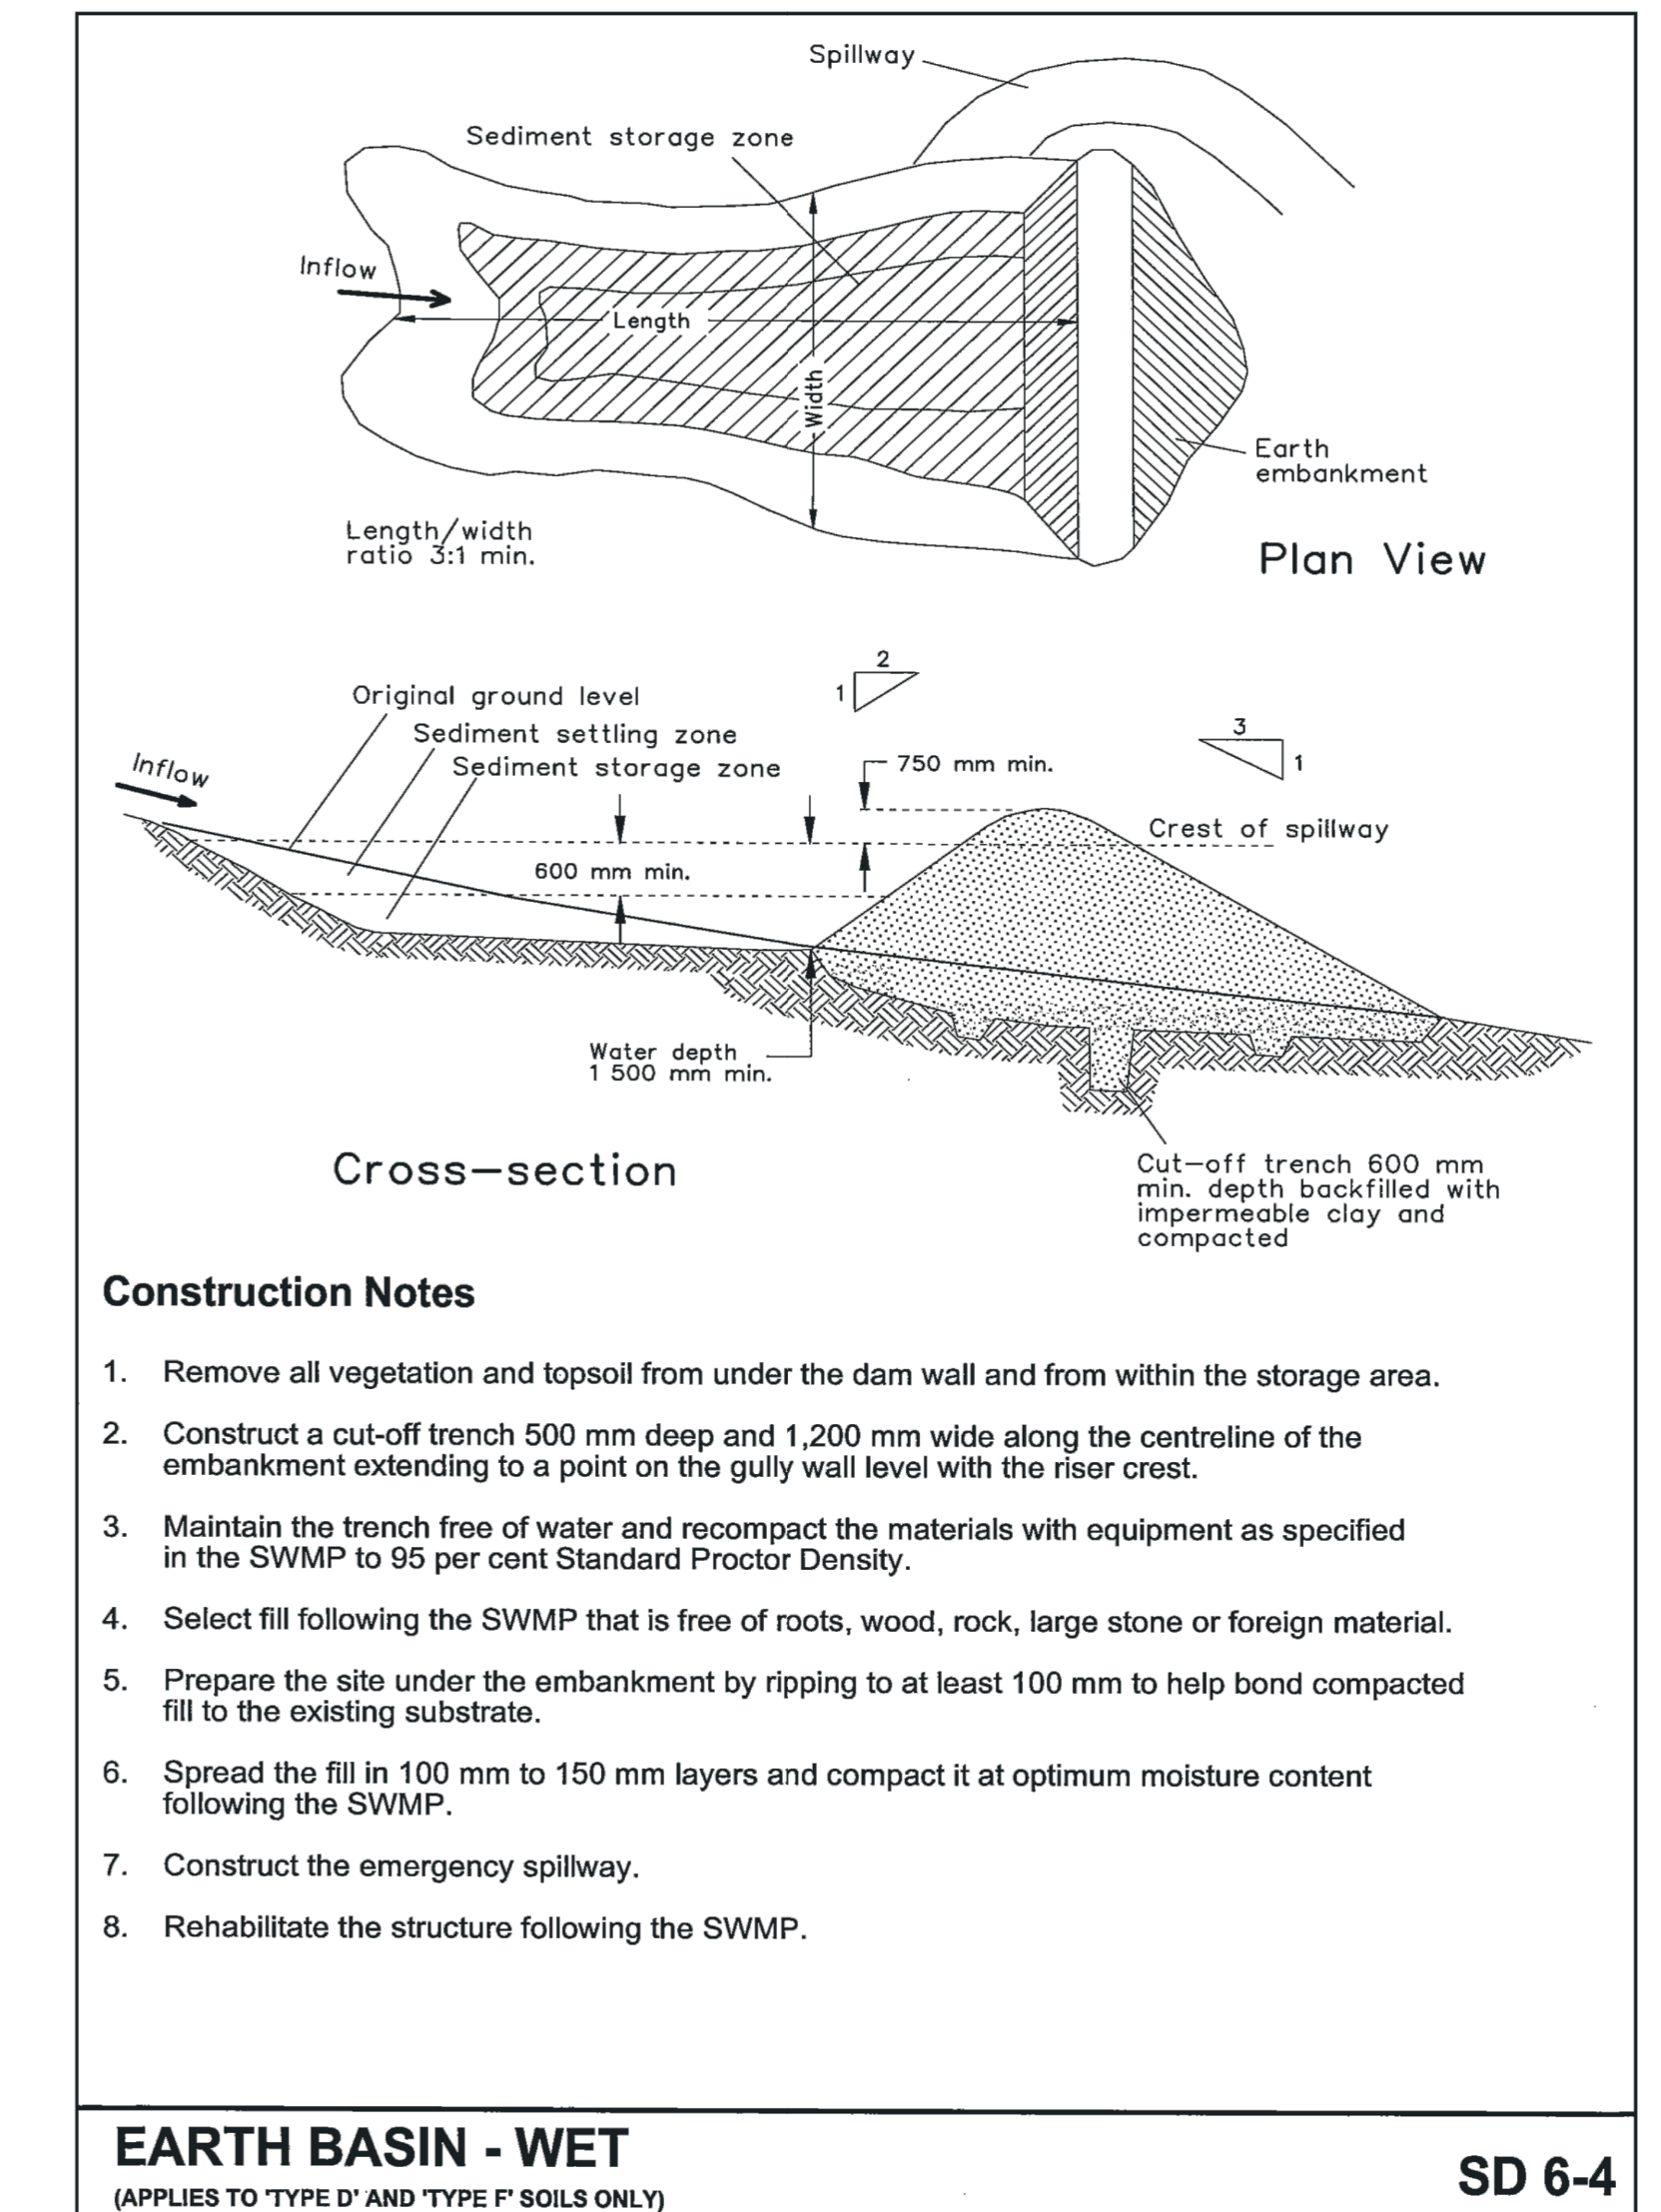 Spillway
Sediment storage zone
Inflow
Length
Width
Earth
embankment
Length/width
ratio 3:1 min.
Plan View
2
1
Original ground level
Sediment settling zone
Sediment storage zone
3
1
Inflow
750 mm min.
Crest of spillway
600 mm min.
Water depth
1 500 mm min.
Cross-section
Cut-off trench 600 mm
min. depth backfilled with
impermeable clay and
compacted
Construction Notes
1. Remove all vegetation and topsoil from under the dam wall and from within the storage area.
2. Construct a cut-off trench 500 mm deep and 1,200 mm wide along the centreline of the
embankment extending to a point on the gully wall level with the riser crest.
3. Maintain the trench free of water and recompact the materials with equipment as specified
in the SWMP to 95 per cent Standard Proctor Density.
4. Select fill following the SWMP that is free of roots, wood, rock, large stone or foreign material.
5. Prepare the site under the embankment by ripping to at least 100 mm to help bond compacted
fill to the existing substrate.
6. Spread the fill in 100 mm to 150 mm layers and compact it at optimum moisture content
following the SWMP.
7. Construct the emergency spillway.
8. Rehabilitate the structure following the SWMP.
EARTH BASIN - WET
(APPLIES TO 'TYPE D' AND 'TYPE F' SOILS ONLY)
SD 6-4